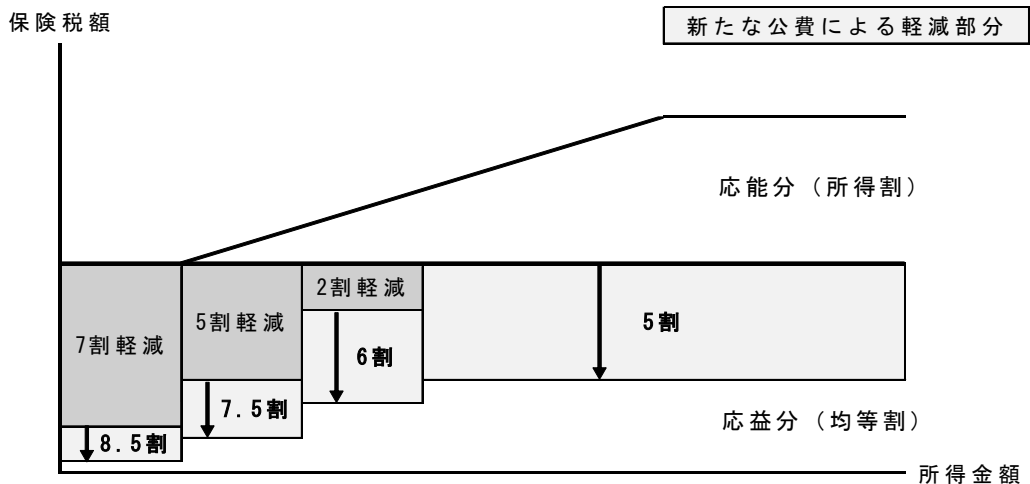 保険税額
新たな公費による軽減部分
応能分（所得割）
7割軽減
5割軽減
2割軽減
5割
6割
7.5割
8.5割
応益分（均等割）
所得金額